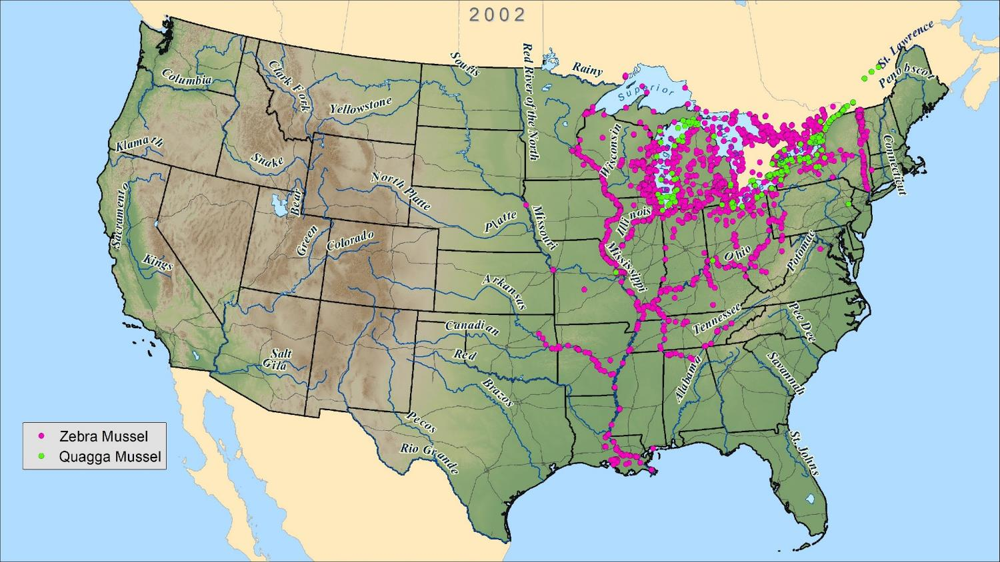 2002
St. Lawrence
Souris
Red River of the North
Rainy
Penobscot
Columbia
Clark Fork
Superior
Yellowstone
Klamath
Wisconsin
Connecticut
Snake
North Platte
Sacramento
Bear
Platte
Missouri
Illinois
Green
Colorado
Potomac
Ohio
Kings
Mississippi
Arkansas
Tennessee
Pee Dee
Canadian
Salt
Gila
Red
Savannah
Alabama
Brazos
Pecos
Rio Grande
St. Johns
Zebra Mussel
Quagga Mussel